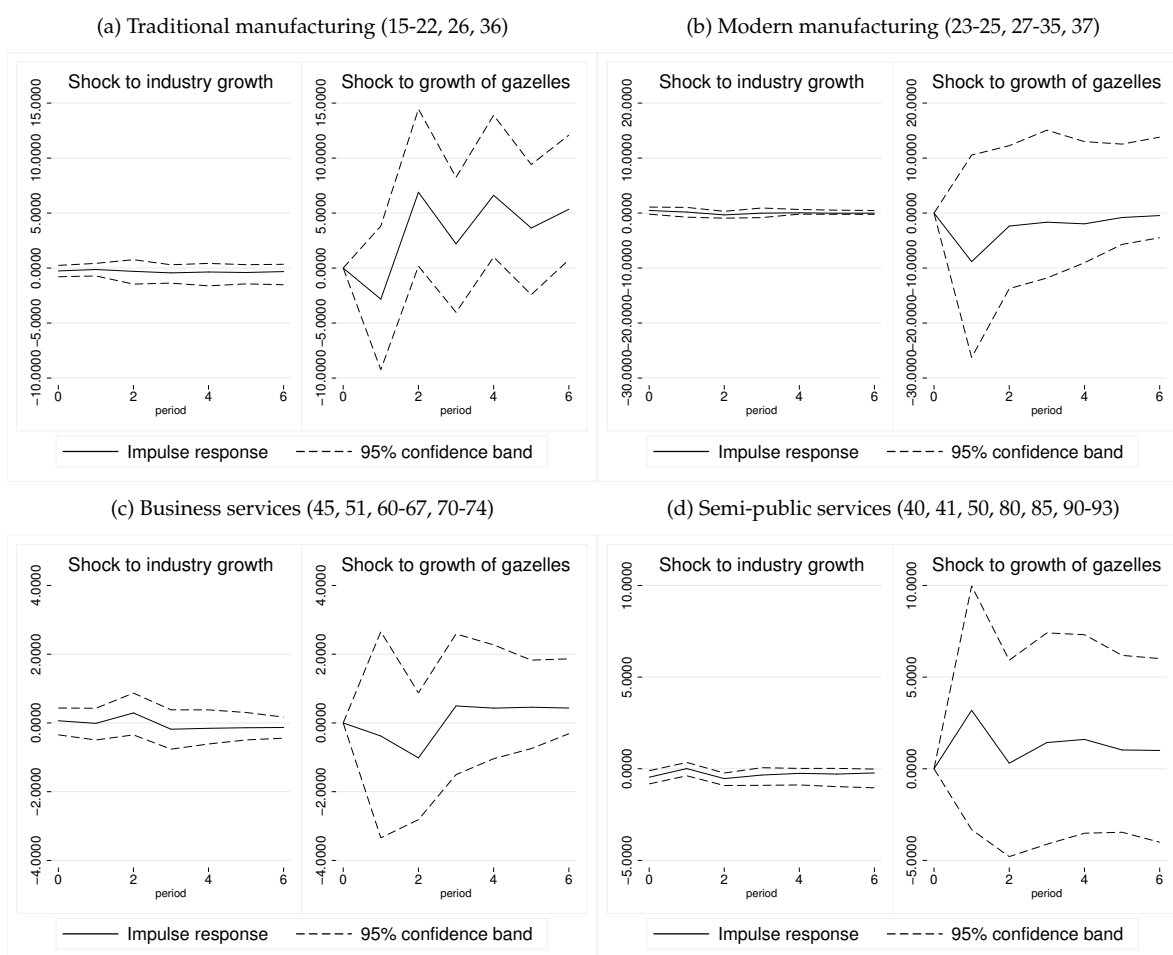 (a) Traditional manufacturing (15-22, 26, 36)
Shock to industry growth
Shock to growth of gazelles
15.0000
10.0000
5.0000
0.0000
−5.0000
−10.0000
0 2 4 6
period
15.0000
10.0000
5.0000
0.0000
−5.0000
−10.0000
0 2 4 6
period
Impulse response
95% confidence band
(b) Modern manufacturing (23-25, 27-35, 37)
Shock to industry growth
Shock to growth of gazelles
20.0000
10.0000
0.0000
−10.0000
−20.0000
−30.0000
0 2 4 6
period
20.0000
10.0000
0.0000
−10.0000
−20.0000
−30.0000
0 2 4 6
period
Impulse response
95% confidence band
(c) Business services (45, 51, 60-67, 70-74)
Shock to industry growth
Shock to growth of gazelles
4.0000
2.0000
0.0000
−2.0000
−4.0000
0 2 4 6
period
4.0000
2.0000
0.0000
−2.0000
−4.0000
0 2 4 6
period
Impulse response
95% confidence band
(d) Semi-public services (40, 41, 50, 80, 85, 90-93)
Shock to industry growth
Shock to growth of gazelles
10.0000
5.0000
0.0000
−5.0000
0 2 4 6
period
10.0000
5.0000
0.0000
−5.0000
0 2 4 6
period
Impulse response
95% confidence band